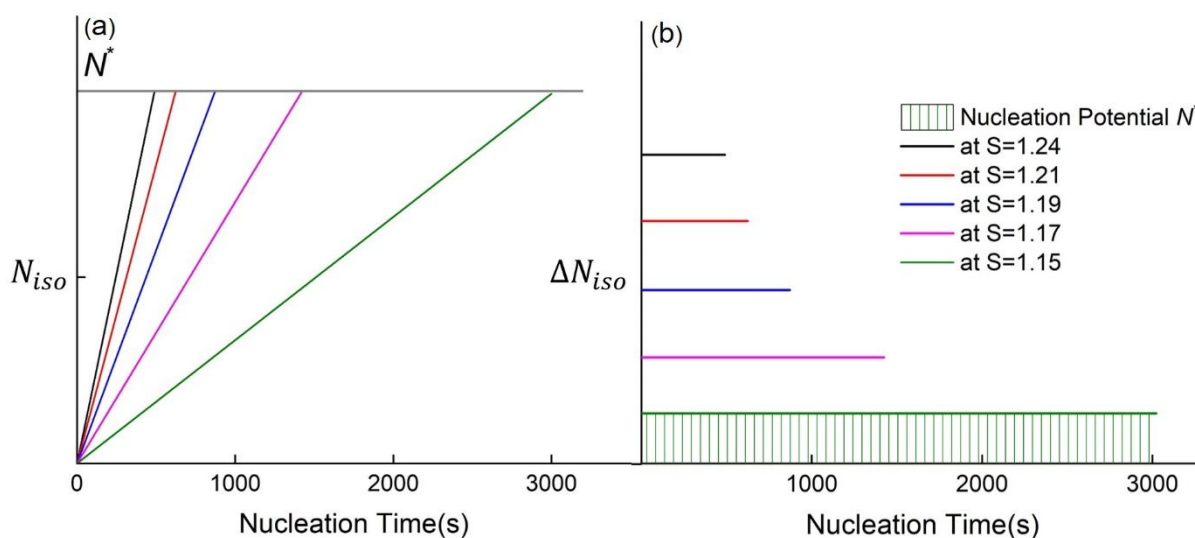 (a)
N*
N_iso
0 1000 2000 3000
Nucleation Time(s)
(b)
Nucleation Potential N*
at S=1.24
at S=1.21
at S=1.19
at S=1.17
at S=1.15
ΔN_iso
1000 2000 3000
Nucleation Time(s)